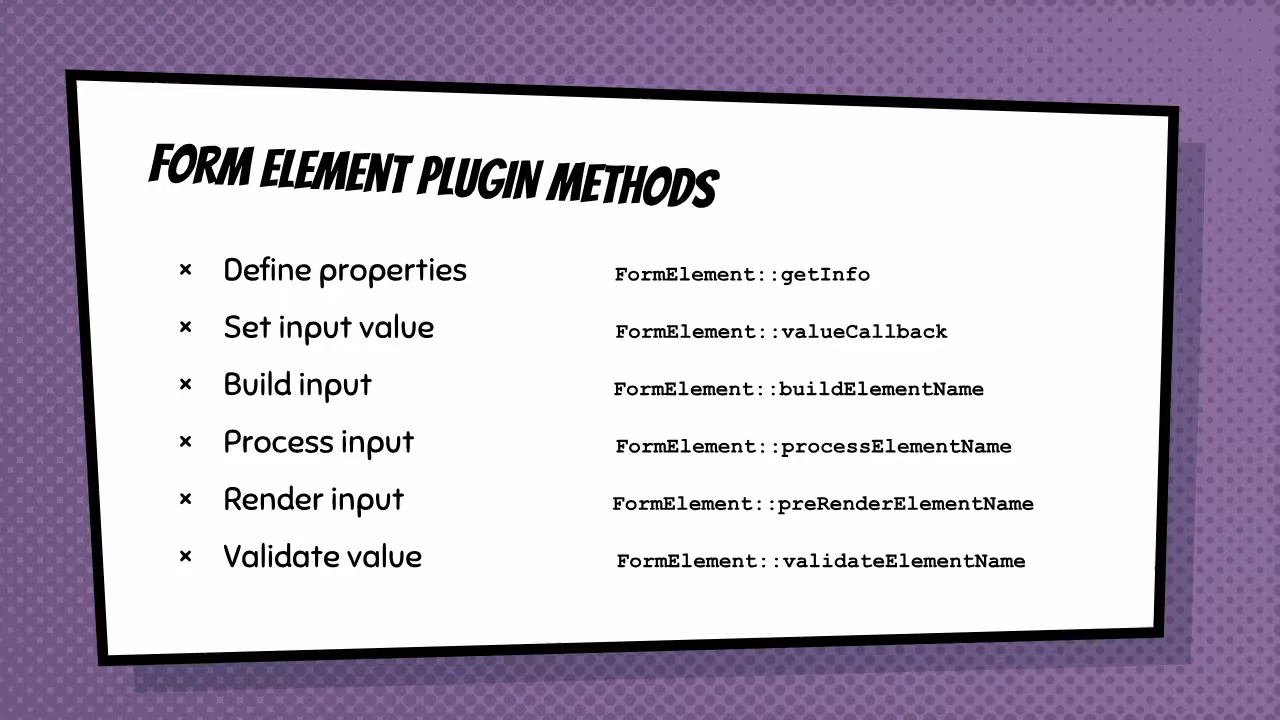 FORM ELEMENT PLUGIN METHODS
× Define properties FormElement::getInfo
× Set input value FormElement::valueCallback
× Build input FormElement::buildElementName
× Process input FormElement::processElementName
× Render input FormElement::preRenderElementName
× Validate value FormElement::validateElementName